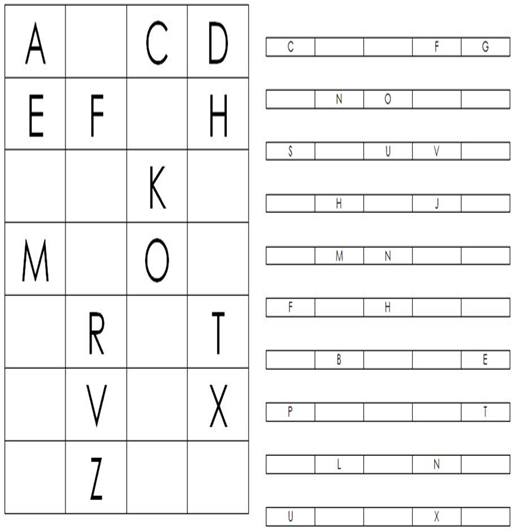 A C D
E F H
K
M O
R T
V X
Z
C F G
N O
S U V
H J
M N
F H
B E
P T
L N
U X